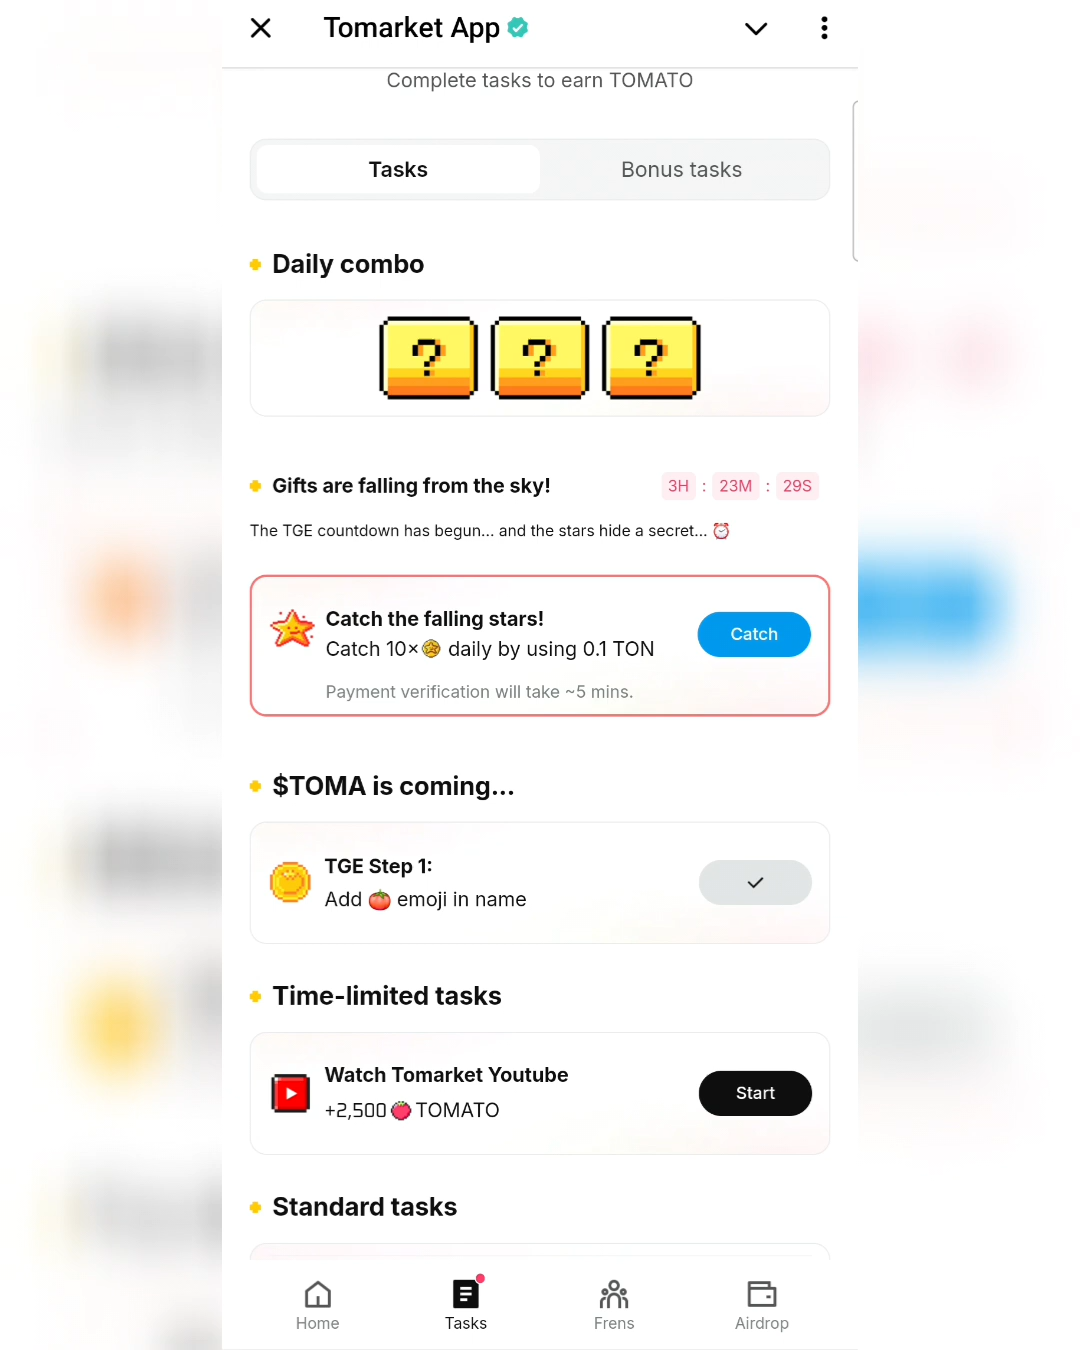 Tomarket App
Complete tasks to earn TOMATO
Tasks
Bonus tasks
Daily combo
? ? ?
Gifts are falling from the sky!
3H : 23M : 29S
The TGE countdown has begun... and the stars hide a secret... ⏰
Catch the falling stars!
Catch 10× daily by using 0.1 TON
Catch
Payment verification will take ~5 mins.
$TOMA is coming...
TGE Step 1:
Add 🍅 emoji in name
Time-limited tasks
Watch Tomarket Youtube
+2,500 TOMATO
Start
Standard tasks
Home
Tasks
Frens
Airdrop